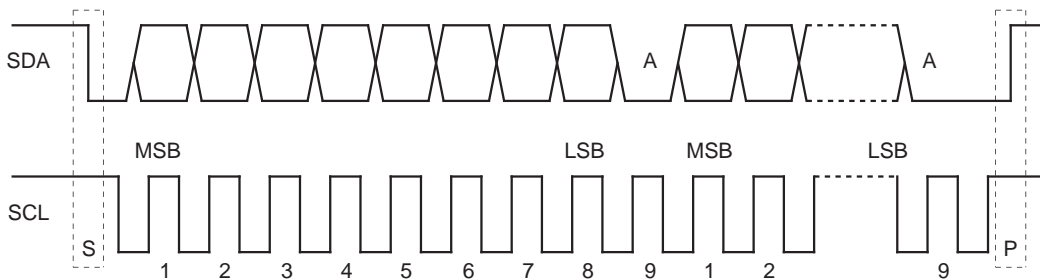 SDA A A
MSB LSB MSB LSB
SCL
S P
1 2 3 4 5 6 7 8 9 1 2 9